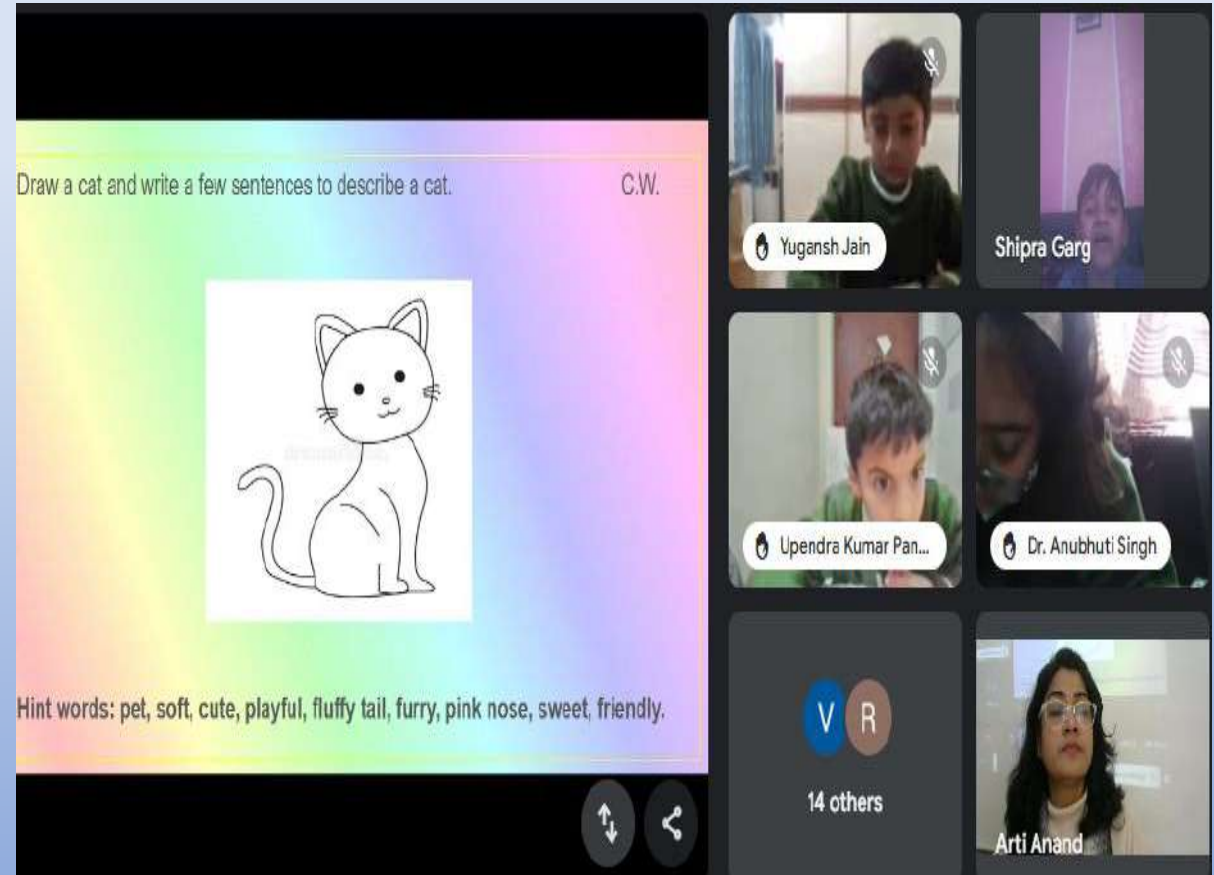 Draw a cat and write a few sentences to describe a cat. C.W.
Hint words: pet, soft, cute, playful, fluffy tail, furry, pink nose, sweet, friendly.
Yugansh Jain
Shipra Garg
Upendra Kumar Pan...
Dr. Anubhuti Singh
V R
14 others
Arti Anand